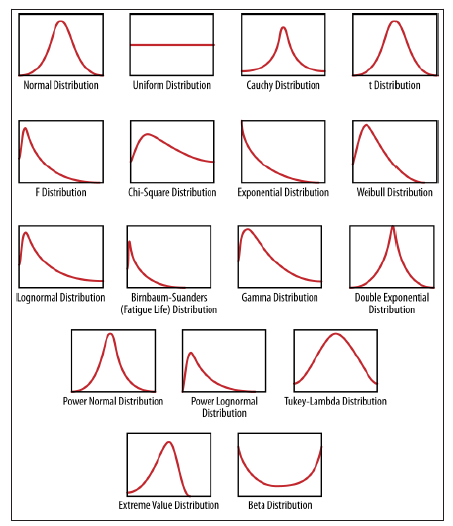 Normal Distribution
Uniform Distribution
Cauchy Distribution
t Distribution
F Distribution
Chi-Square Distribution
Exponential Distribution
Weibull Distribution
Lognormal Distribution
Birnbaum-Suanders
(Fatigue Life) Distribution
Gamma Distribution
Double Exponential
Distribution
Power Normal Distribution
Power Lognormal
Distribution
Tukey-Lambda Distribution
Extreme Value Distribution
Beta Distribution